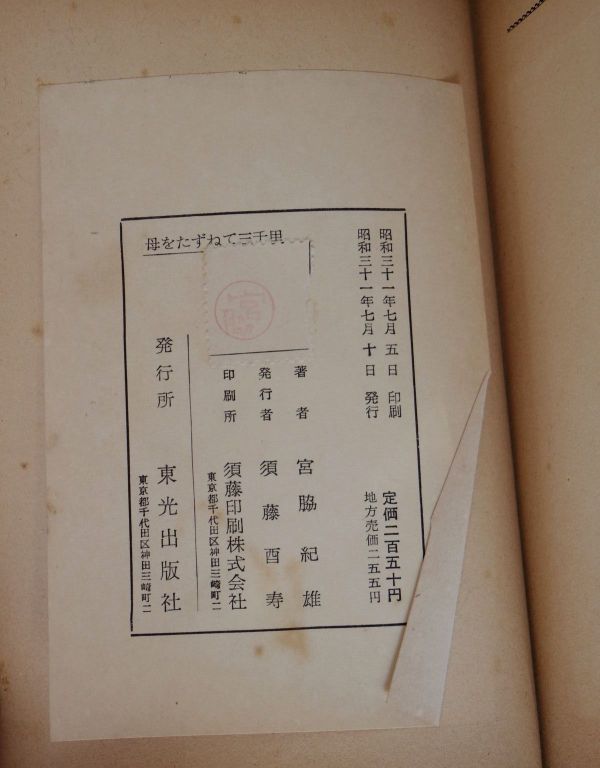 母をたずねて三千里
昭和三十一年七月五日 印刷
昭和三十一年七月十日 発行
定価二百五十円
地方売価二五五円
著者 宮脇紀雄
発行者 須藤酉寿
印刷所 須藤印刷株式会社
東京都千代田区神田三崎町二
発行所 東光出版社
東京都千代田区神田三崎町二